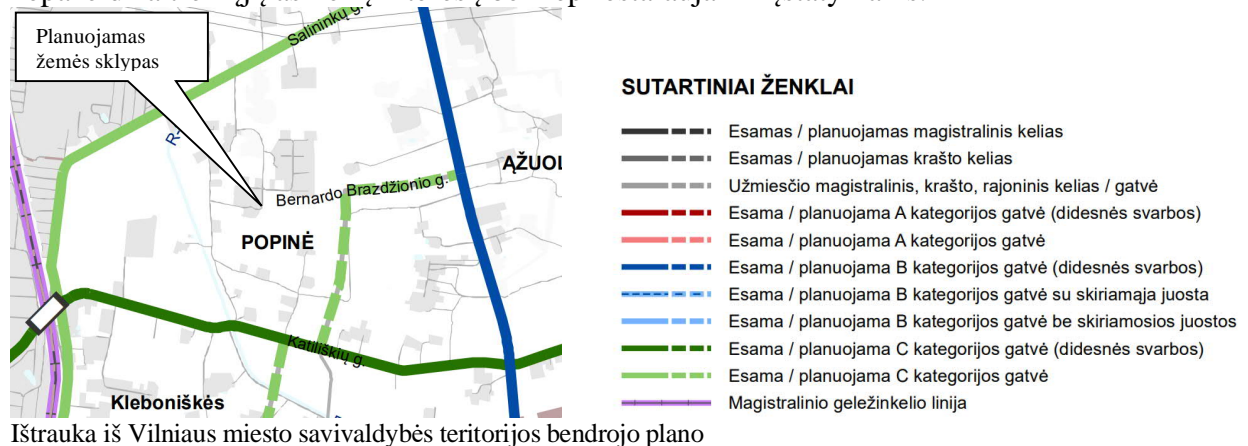 Planuojamas
žemės sklypas
Salininkų g.
R-
AŽUOL
Bernardo Brazdžionio g.
POPINĖ
Katiliškių g.
Kleboniškės
SUTARTINIAI ŽENKLAI
Esamas / planuojamas magistralinis kelias
Esamas / planuojamas krašto kelias
Užmiesčio magistralinis, krašto, rajoninis kelias / gatvė
Esama / planuojama A kategorijos gatvė (didesnės svarbos)
Esama / planuojama A kategorijos gatvė
Esama / planuojama B kategorijos gatvė (didesnės svarbos)
Esama / planuojama B kategorijos gatvė su skiriamąja juosta
Esama / planuojama B kategorijos gatvė be skiriamosios juostos
Esama / planuojama C kategorijos gatvė (didesnės svarbos)
Esama / planuojama C kategorijos gatvė
Magistralinio geležinkelio linija
Ištrauka iš Vilniaus miesto savivaldybės teritorijos bendrojo plano